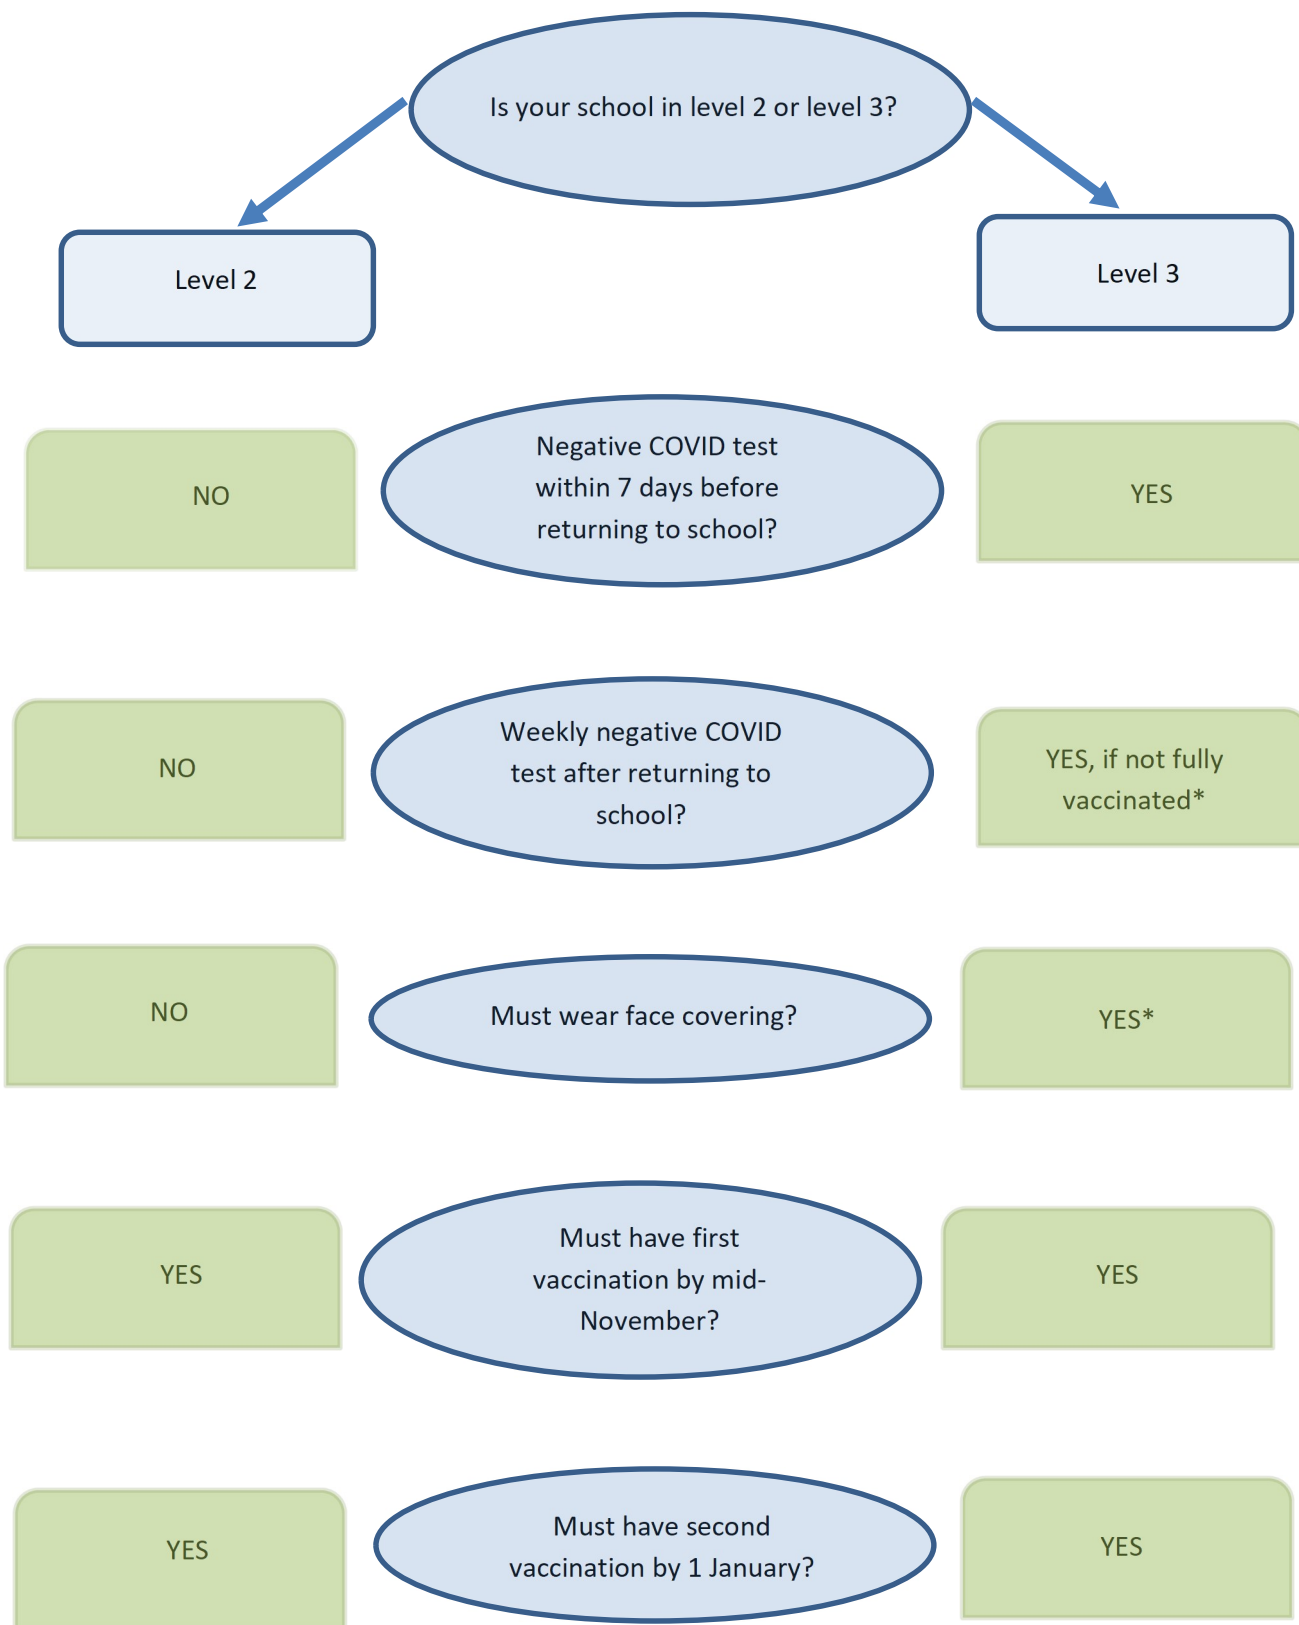 Is your school in level 2 or level 3?
Level 2
Level 3
NO
Negative COVID test
within 7 days before
returning to school?
YES
NO
Weekly negative COVID
test after returning to
school?
YES, if not fully
vaccinated*
NO
Must wear face covering?
YES*
YES
Must have first
vaccination by mid-
November?
YES
YES
Must have second
vaccination by 1 January?
YES